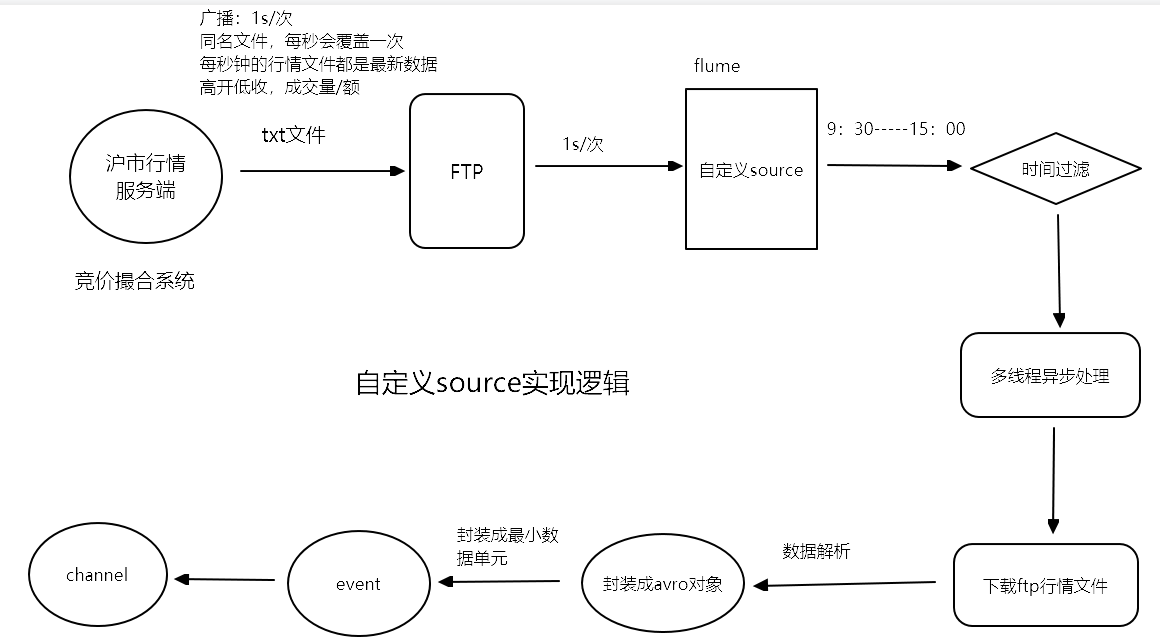 广播：1s/次
同名文件，每秒会覆盖一次
每秒钟的行情文件都是最新数据
高开低收，成交量/额
flume
txt文件
沪市行情
服务端
FTP
1s/次
自定义source
9：30-----15：00
时间过滤
竞价撮合系统
自定义source实现逻辑
多线程异步处理
下载ftp行情文件
数据解析
封装成avro对象
封装成最小数
据单元
event
channel